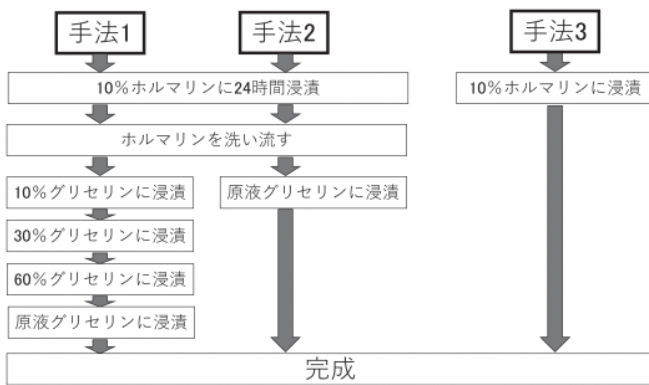 手法1
手法2
手法3
10%ホルマリンに24時間浸漬
10%ホルマリンに浸漬
ホルマリンを洗い流す
10%グリセリンに浸漬
原液グリセリンに浸漬
30%グリセリンに浸漬
60%グリセリンに浸漬
原液グリセリンに浸漬
完成